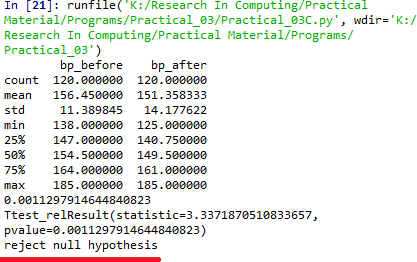 In [21]: runfile('K:/Research In Computing/Practical
Material/Programs/Practical_03/Practical_03C.py', wdir='K:/
Research In Computing/Practical Material/Programs/
Practical_03')
bp_before bp_after
count 120.000000 120.000000
mean 156.450000 151.358333
std 11.389845 14.177622
min 138.000000 125.000000
25% 147.000000 140.750000
50% 154.500000 149.500000
75% 164.000000 161.000000
max 185.000000 185.000000
0.0011297914644840823
Ttest_relResult(statistic=3.3371870510833657,
pvalue=0.0011297914644840823)
reject null hypothesis